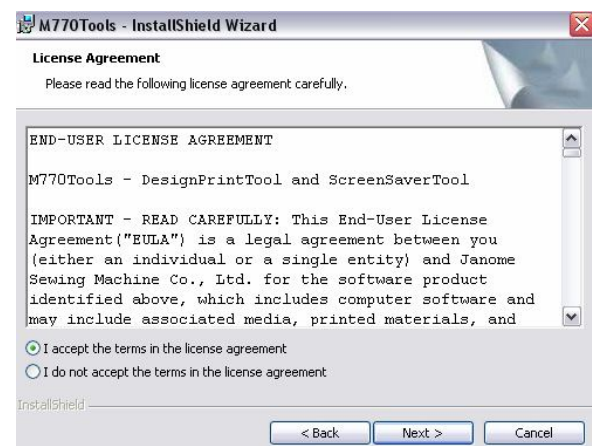 M770Tools - InstallShield Wizard
License Agreement
Please read the following license agreement carefully.
END-USER LICENSE AGREEMENT
M770Tools - DesignPrintTool and ScreenSaverTool
IMPORTANT - READ CAREFULLY: This End-User License
Agreement("EULA") is a legal agreement between you
(either an individual or a single entity) and Janome
Sewing Machine Co., Ltd. for the software product
identified above, which includes computer software and
may include associated media, printed materials, and
I accept the terms in the license agreement
I do not accept the terms in the license agreement
InstallShield
< Back Next > Cancel